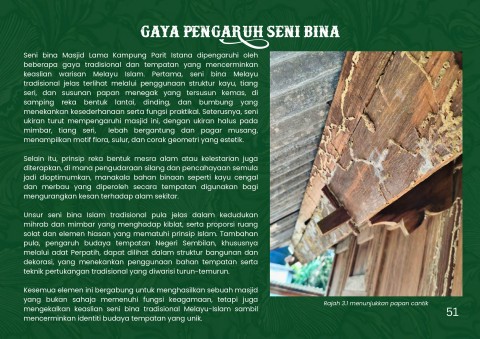 GAYA PENGARUH SENI BINA
Seni bina Masjid Lama Kampung Parit Istana dipengaruhi oleh
beberapa gaya tradisional dan tempatan yang mencerminkan
keaslian warisan Melayu Islam. Pertama, seni bina Melayu
tradisional jelas terlihat melalui penggunaan struktur kayu, tiang
seri, dan susunan papan menegak yang tersusun kemas, di
samping reka bentuk lantai, dinding, dan bumbung yang
menekankan kesederhanaan serta fungsi praktikal. Seterusnya, seni
ukiran turut mempengaruhi masjid ini, dengan ukiran halus pada
mimbar, tiang seri, lebah bergantung dan pagar musang,
menampilkan motif flora, sulur, dan corak geometri yang estetik.
Selain itu, prinsip reka bentuk mesra alam atau kelestarian juga
diterapkan, di mana pengudaraan silang dan pencahayaan semula
jadi dioptimumkan, manakala bahan binaan seperti kayu cengal
dan merbau yang diperoleh secara tempatan digunakan bagi
mengurangkan kesan terhadap alam sekitar.
Unsur seni bina Islam tradisional pula jelas dalam kedudukan
mihrab dan mimbar yang menghadap kiblat, serta proporsi ruang
solat dan elemen hiasan yang mematuhi prinsip Islam. Tambahan
pula, pengaruh budaya tempatan Negeri Sembilan, khususnya
melalui adat Perpatih, dapat dilihat dalam struktur bangunan dan
dekorasi, yang menekankan penggunaan bahan tempatan serta
teknik pertukangan tradisional yang diwarisi turun-temurun.
Kesemua elemen ini bergabung untuk menghasilkan sebuah masjid
yang bukan sahaja memenuhi fungsi keagamaan, tetapi juga
mengekalkan keaslian seni bina tradisional Melayu-Islam sambil
mencerminkan identiti budaya tempatan yang unik.
Rajah 3.1 menunjukkan papan cantik
51